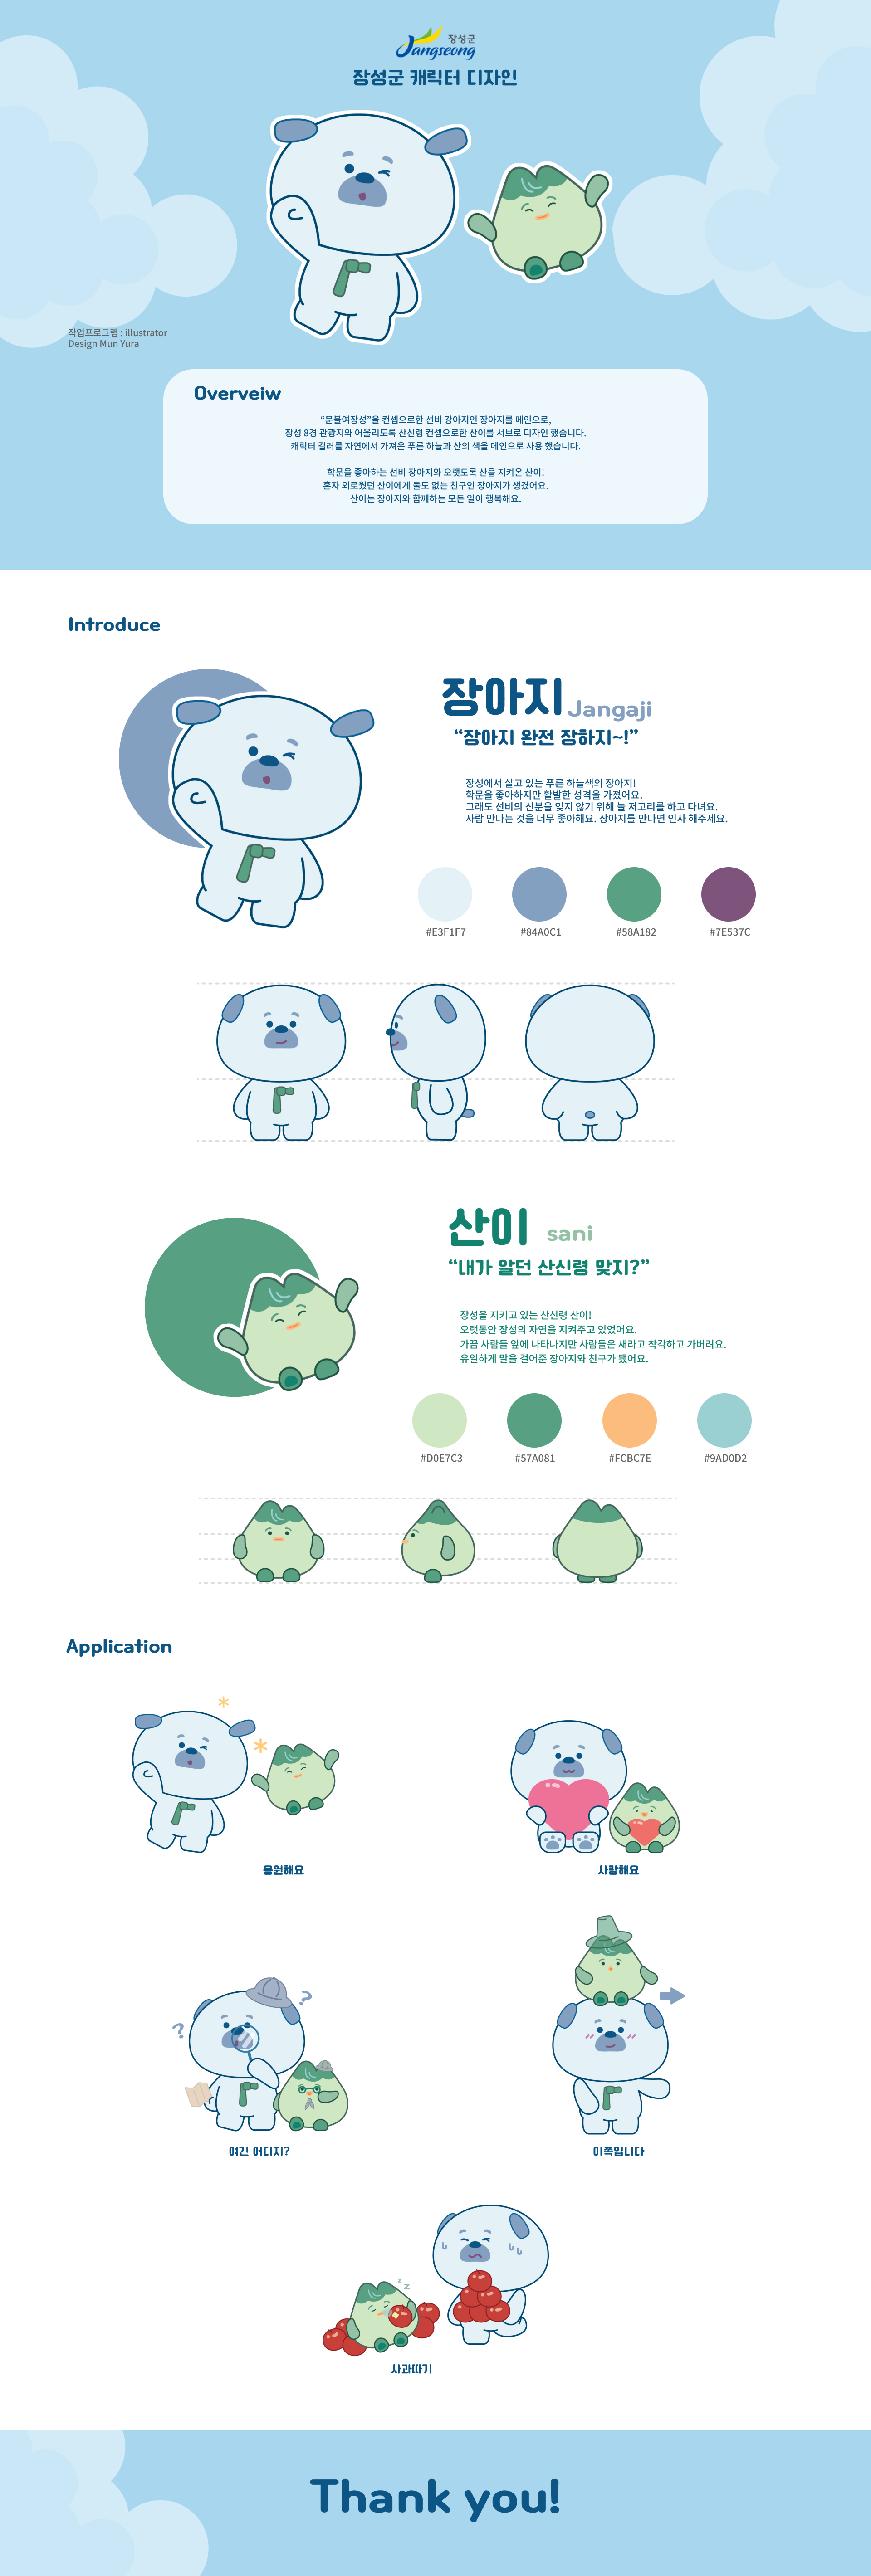 장성군
Jangseong
장성군 캐릭터 디자인
작업프로그램 : illustrator
Design Mun Yura
Overveiw
“문불여장성”을 컨셉으로한 선비 강아지인 장아지를 메인으로,
장성 8경 관광지와 어울리도록 산신령 컨셉으로한 산이를 서브로 디자인 했습니다.
캐릭터 컬러를 자연에서 가져온 푸른 하늘과 산의 색을 메인으로 사용 했습니다.
학문을 좋아하는 선비 장아지와 오랫도록 산을 지켜온 산이!
혼자 외로웠던 산이에게 둘도 없는 친구인 장아지가 생겼어요.
산이는 장아지와 함께하는 모든 일이 행복해요.
Introduce
장아지 Jangaji
“장아지 완전 장하지~!”
장성에서 살고 있는 푸른 하늘색의 장아지!
학문을 좋아하지만 활발한 성격을 가졌어요.
그래도 선비의 신분을 잊지 않기 위해 늘 저고리를 하고 다녀요.
사람 만나는 것을 너무 좋아해요. 장아지를 만나면 인사 해주세요.
#E3F1F7 #84A0C1 #58A182 #7E537C
산이 sani
“내가 알던 산신령 맞지?”
장성을 지키고 있는 산신령 산이!
오랫동안 장성의 자연을 지켜주고 있었어요.
가끔 사람들 앞에 나타나지만 사람들은 새라고 착각하고 가버려요.
유일하게 말을 걸어준 장아지와 친구가 됐어요.
#D0E7C3 #57A081 #FCBC7E #9AD0D2
Application
응원해요
사랑해요
? ?
여긴 어디지?
이쪽입니다
z z
사과따기
Thank you!